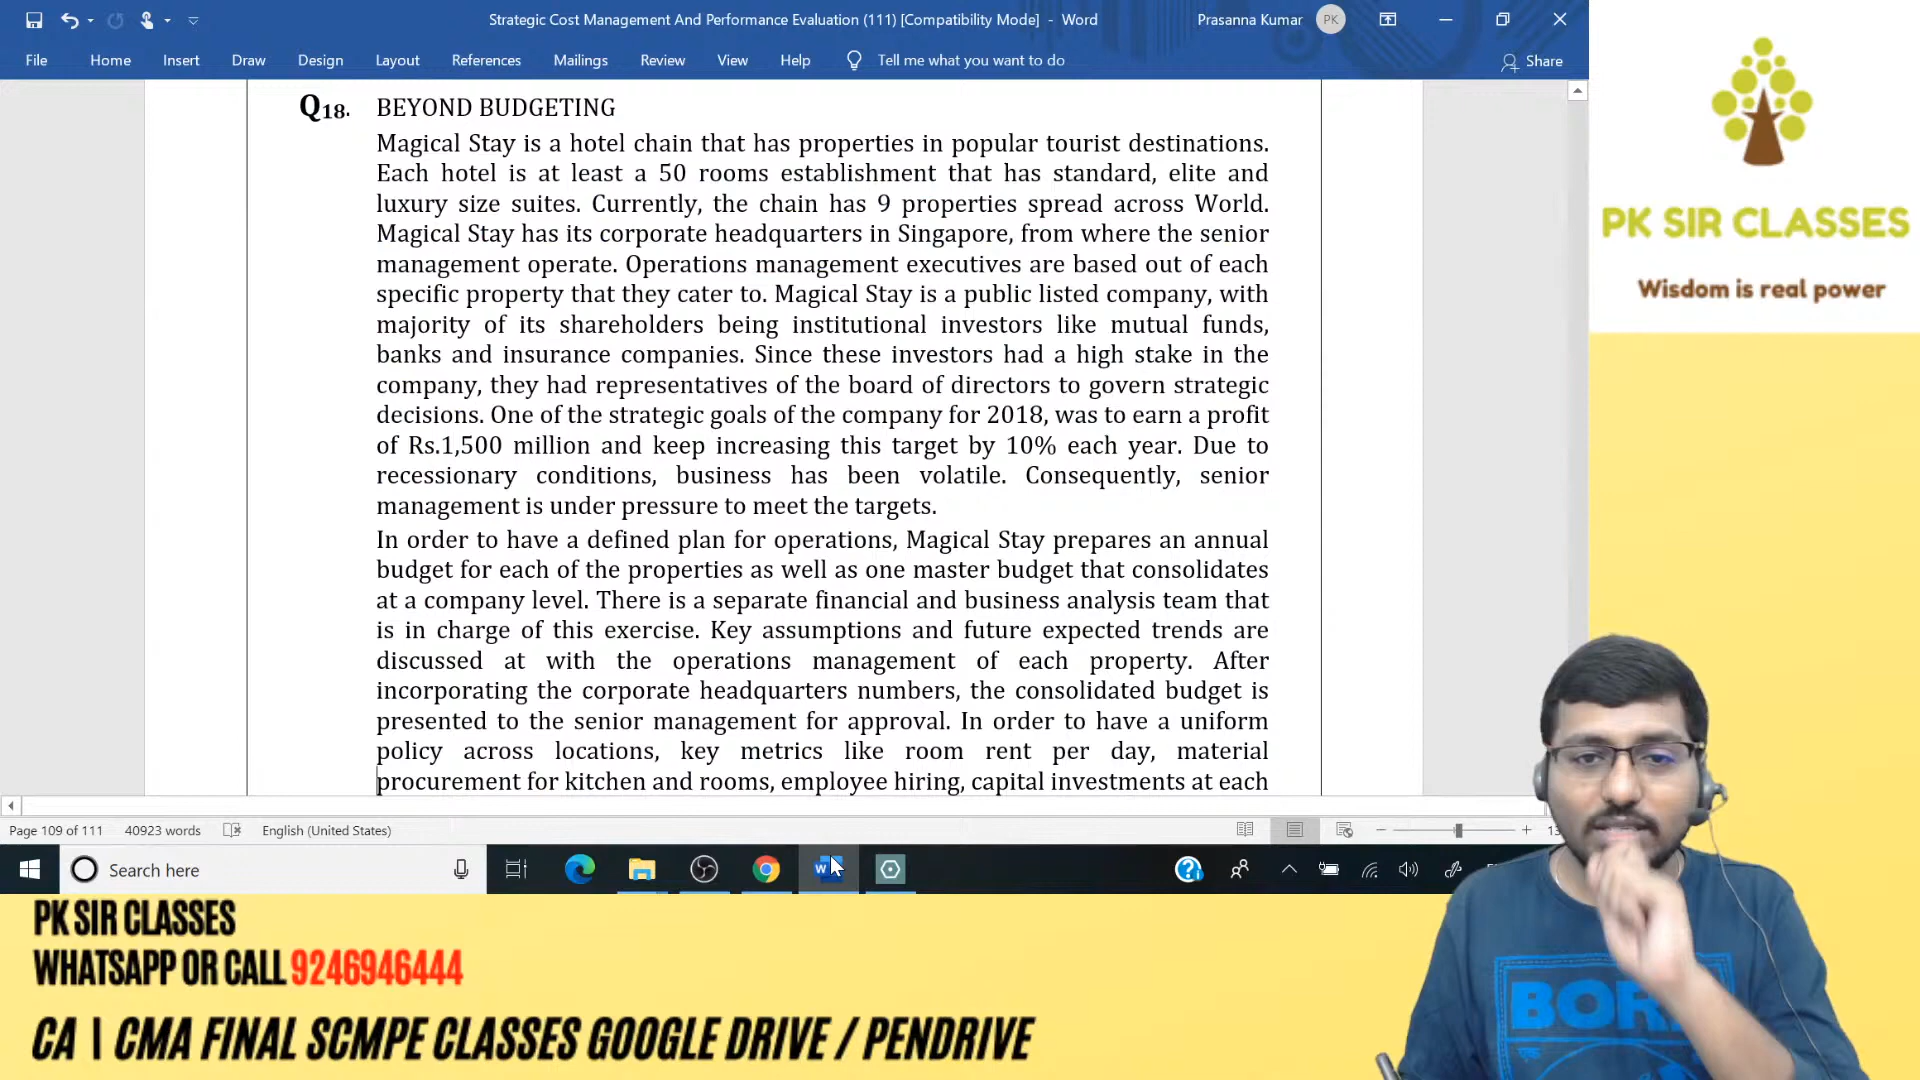 Strategic Cost Management And Performance Evaluation (111) [Compatibility Mode] - Word
Prasanna Kumar
PK
File Home Insert Draw Design Layout References Mailings Review View Help Tell me what you want to do
Share
Q18. BEYOND BUDGETING
Magical Stay is a hotel chain that has properties in popular tourist destinations.
Each hotel is at least a 50 rooms establishment that has standard, elite and
luxury size suites. Currently, the chain has 9 properties spread across World.
Magical Stay has its corporate headquarters in Singapore, from where the senior
management operate. Operations management executives are based out of each
specific property that they cater to. Magical Stay is a public listed company, with
majority of its shareholders being institutional investors like mutual funds,
banks and insurance companies. Since these investors had a high stake in the
company, they had representatives of the board of directors to govern strategic
decisions. One of the strategic goals of the company for 2018, was to earn a profit
of Rs.1,500 million and keep increasing this target by 10% each year. Due to
recessionary conditions, business has been volatile. Consequently, senior
management is under pressure to meet the targets.
In order to have a defined plan for operations, Magical Stay prepares an annual
budget for each of the properties as well as one master budget that consolidates
at a company level. There is a separate financial and business analysis team that
is in charge of this exercise. Key assumptions and future expected trends are
discussed at with the operations management of each property. After
incorporating the corporate headquarters numbers, the consolidated budget is
presented to the senior management for approval. In order to have a uniform
policy across locations, key metrics like room rent per day, material
procurement for kitchen and rooms, employee hiring, capital investments at each
Page 109 of 111 40923 words English (United States)
Search here
PK SIR CLASSES
Wisdom is real power
PK SIR CLASSES
WHATSAPP OR CALL 9246946444
CA \ CMA FINAL SCMPE CLASSES GOOGLE DRIVE / PENDRIVE